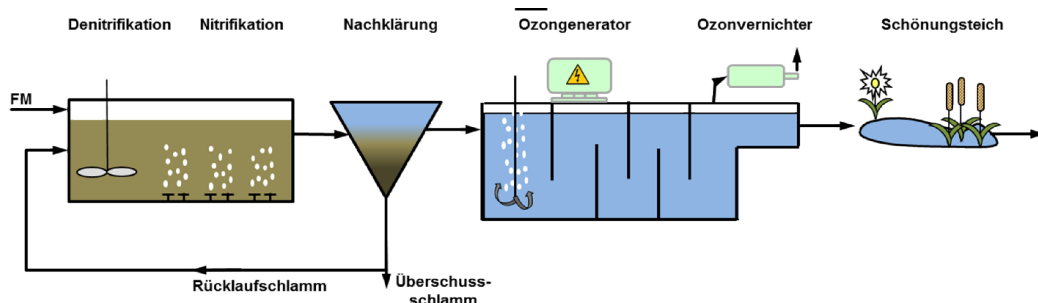 Denitrifikation
Nitrifikation
Nachklärung
Ozongenerator
Ozonvernichter
Schönungsteich
FM
Rücklaufschlamm
Überschuss-
schlamm